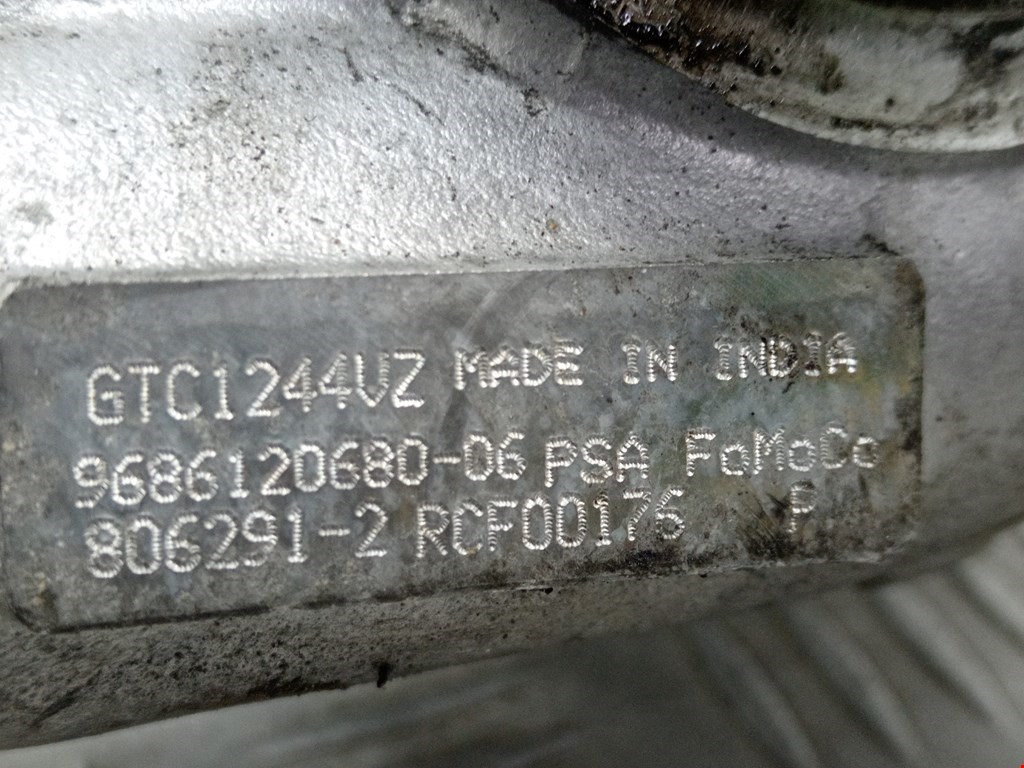 GTC1244VZ MADE IN INDIA
9686120680-06 PSA FoMoCo
806291-2 RCF00176 P